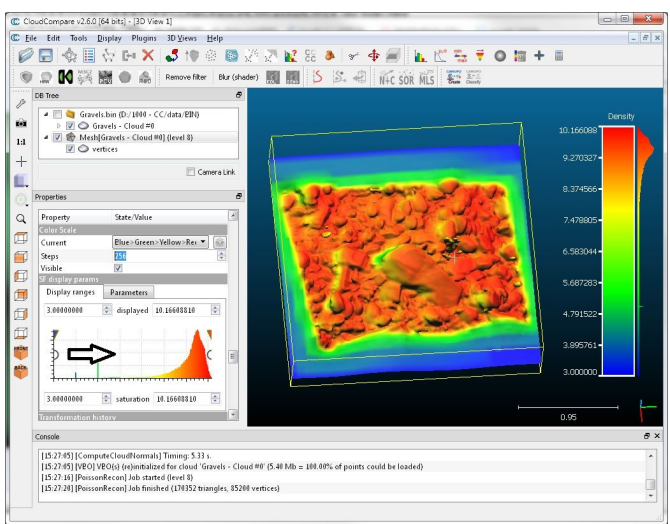 CloudCompare v2.6.0 [64 bits] - [3D View 1]
File Edit Tools Display Plugins 3D Views Help
Remove filter Blur (shader) N+C SOR MLS
DB Tree
Gravels.bin (D:/1000 - CC/data/BIN)
Gravels - Cloud #0
Mesh[Gravels - Cloud #0] (level 8)
vertices
Camera Link
1:1
Properties
Property State/Value
Color Scale
Current Blue>Green>Yellow>Re
Steps 256
Visible
SF display params
Display ranges Parameters
3.00000000 displayed 10.16608810
3.00000000 saturation 10.16608810
Transformation history
FRONT
BACK
Density
10.166088
9.270327
8.374566
7.478805
6.583044
5.687283
4.791522
3.895761
3.000000
0.95
Console
[15:27:05] [ComputeCloudNormals] Timing: 5.33 s.
[15:27:05] [VBO] VBO(s) (re)initialized for cloud 'Gravels - Cloud #0' (5.40 Mb = 100.00% of points could be loaded)
[15:27:16] [PoissonRecon] Job started (level 8)
[15:27:20] [PoissonRecon] Job finished (170352 triangles, 85200 vertices)